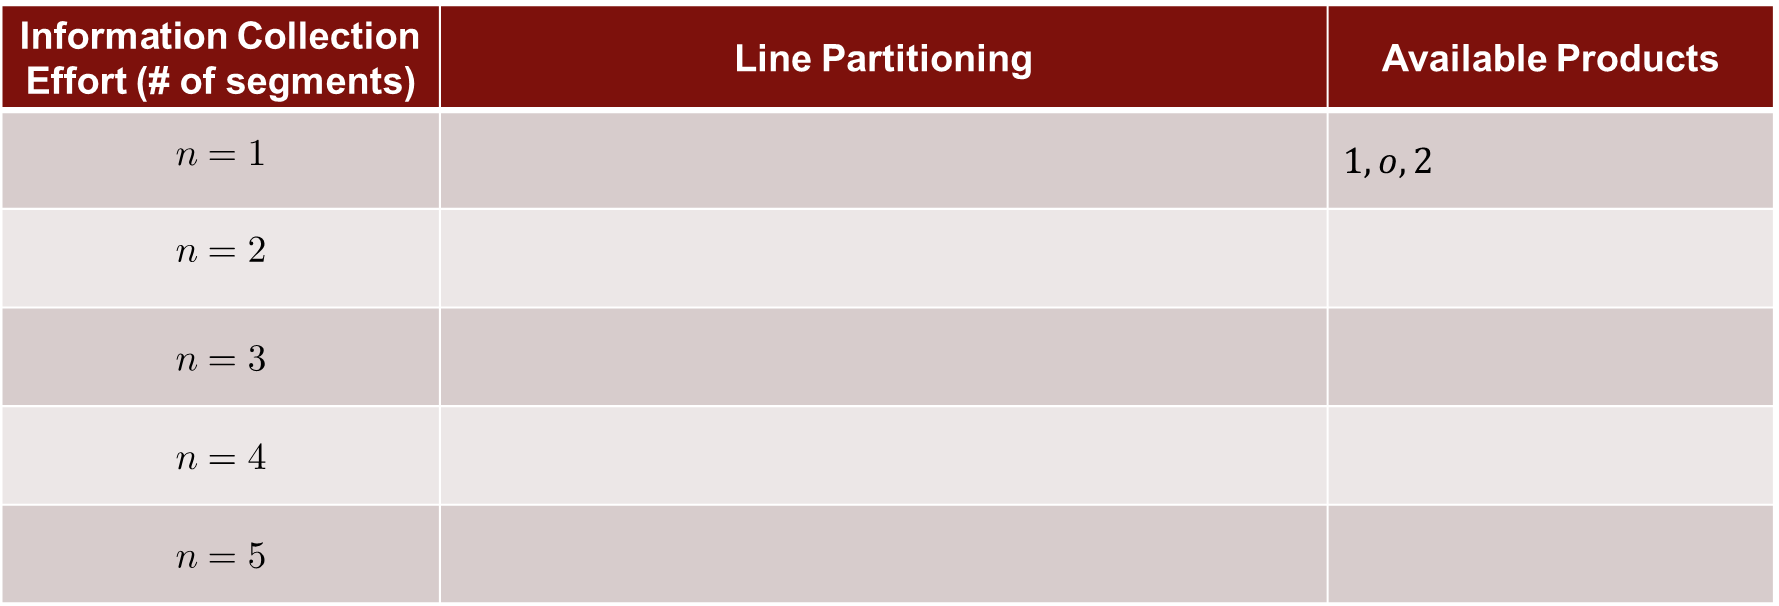 Information Collection
Effort (# of segments)
Line Partitioning
Available Products
n = 1
1, o, 2
n = 2
n = 3
n = 4
n = 5